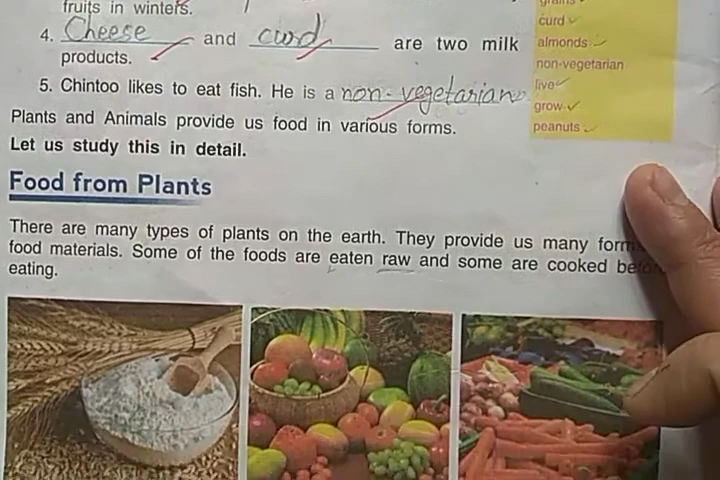 fruits in winters.
4. Cheese and curd are two milk products.
5. Chintoo likes to eat fish. He is a non-vegetarian
Plants and Animals provide us food in various forms.
Let us study this in detail.
Food from Plants
There are many types of plants on the earth. They provide us many
food materials. Some of the foods are eaten raw and some are cooked
eating.
grains
curd
almonds
non-vegetarian
live
grow
peanuts